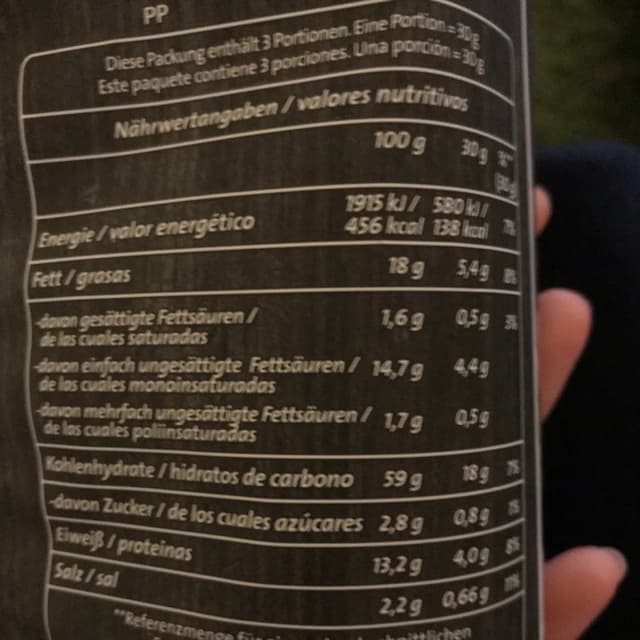 PP
Diese Packung enthält 3 Portionen. Eine Portion = 30g
Este paquete contiene 3 porciones. Una porción = 30g
Nährwertangaben / valores nutritivos
100 g 30g
Energie / valor energético 1915 kJ / 456 kcal 580 kJ / 138 kcal
Fett / grasas 18 g 5,4 g
-davon gesättigte Fettsäuren / 1,6 g 0,5 g
de las cuales saturadas
-davon einfach ungesättigte Fettsäuren / 14,7 g 4,4 g
de las cuales monoinsaturadas
-davon mehrfach ungesättigte Fettsäuren / 1,7 g 0,5 g
de las cuales poliinsaturadas
Kohlenhydrate / hidratos de carbono 59 g 18 g
-davon Zucker / de los cuales azúcares 2,8 g 0,8 g
Eiweiß / proteinas 13,2 g 4,0 g
Salz / sal 2,2 g 0,66 g
**Referenzmenge